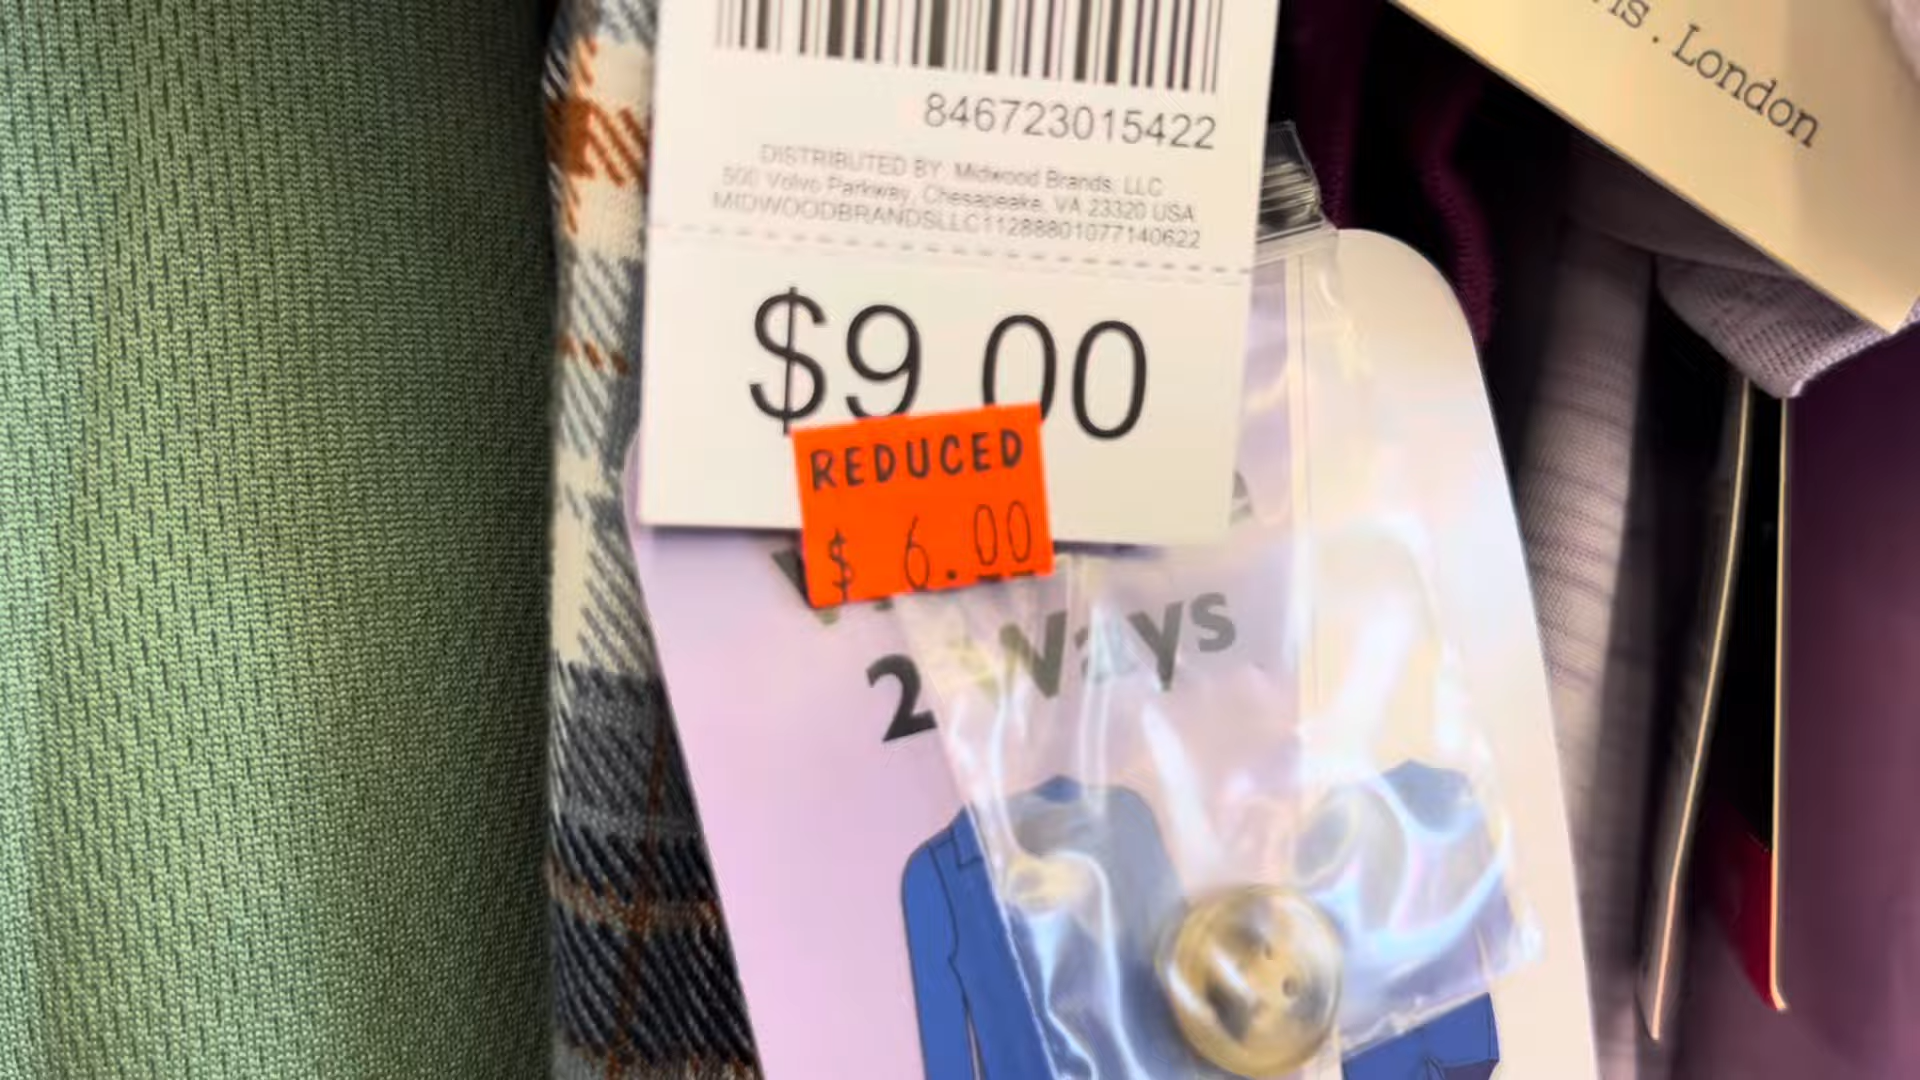 846723015422
DISTRIBUTED BY: Midwood Brands, LLC
500 Volvo Parkway, Chesapeake, VA 23320 USA
MIDWOODBRANDSLLC11288801077140622
$9.00
REDUCED
$ 6.00
2 Ways
. London